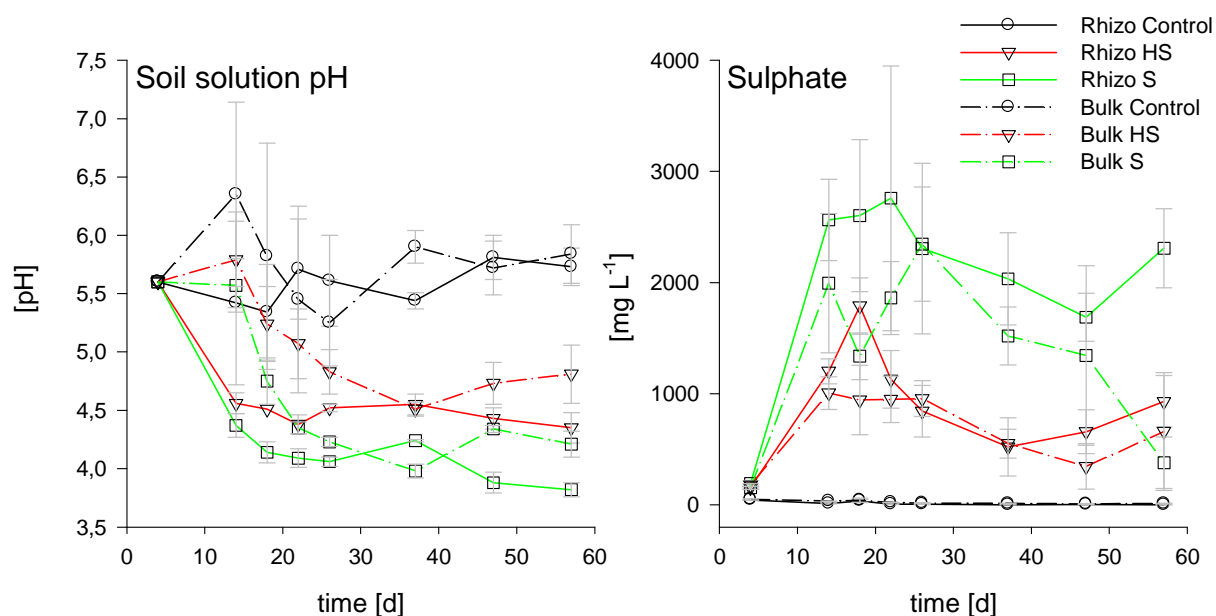 Soil solution pH
[pH]
7,5
7,0
6,5
6,0
5,5
5,0
4,5
4,0
3,5
0 10 20 30 40 50 60
time [d]
Sulphate
[mg L⁻¹]
4000
3000
2000
1000
0
0 10 20 30 40 50 60
time [d]
Rhizo Control
Rhizo HS
Rhizo S
Bulk Control
Bulk HS
Bulk S